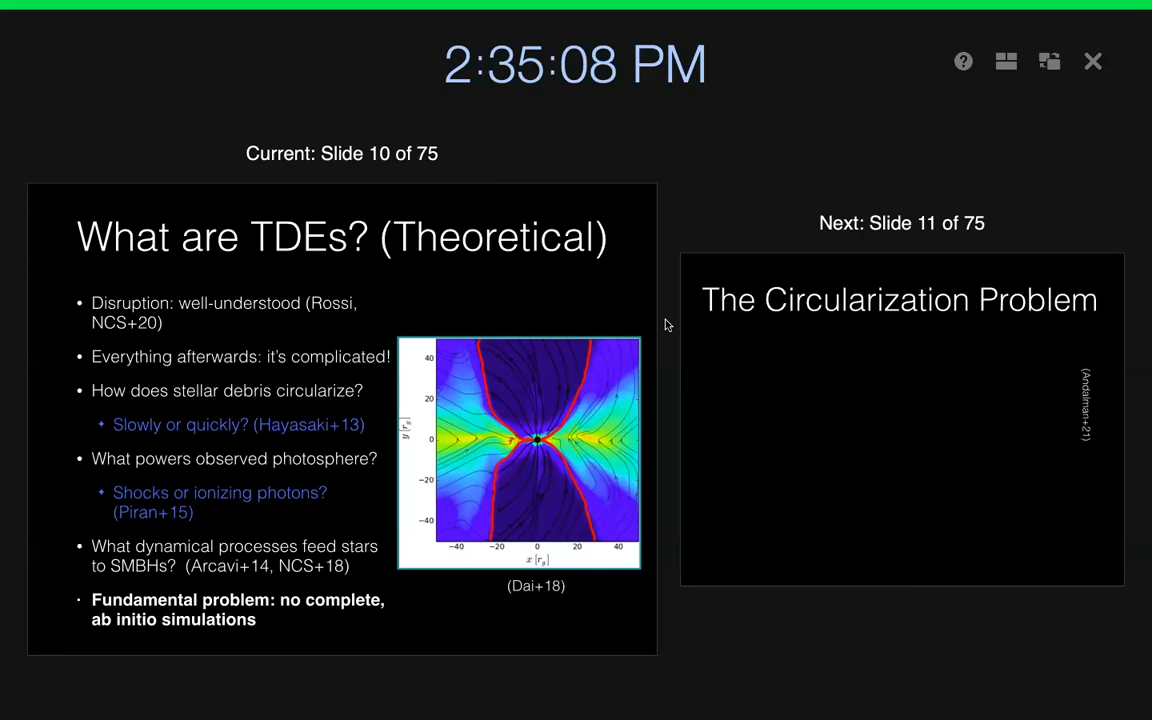 2:35:08 PM
?
Current: Slide 10 of 75
What are TDEs? (Theoretical)
• Disruption: well-understood (Rossi,
NCS+20)
• Everything afterwards: it's complicated!
• How does stellar debris circularize?
Slowly or quickly? (Hayasaki+13)
• What powers observed photosphere?
Shocks or ionizing photons?
(Piran+15)
• What dynamical processes feed stars
to SMBHs? (Arcavi+14, NCS+18)
• Fundamental problem: no complete,
ab initio simulations
40
20
0
−20
−40
y [r_g]
−40 −20 0 20 40
x [r_g]
(Dai+18)
Next: Slide 11 of 75
The Circularization Problem
(Andalman+21)